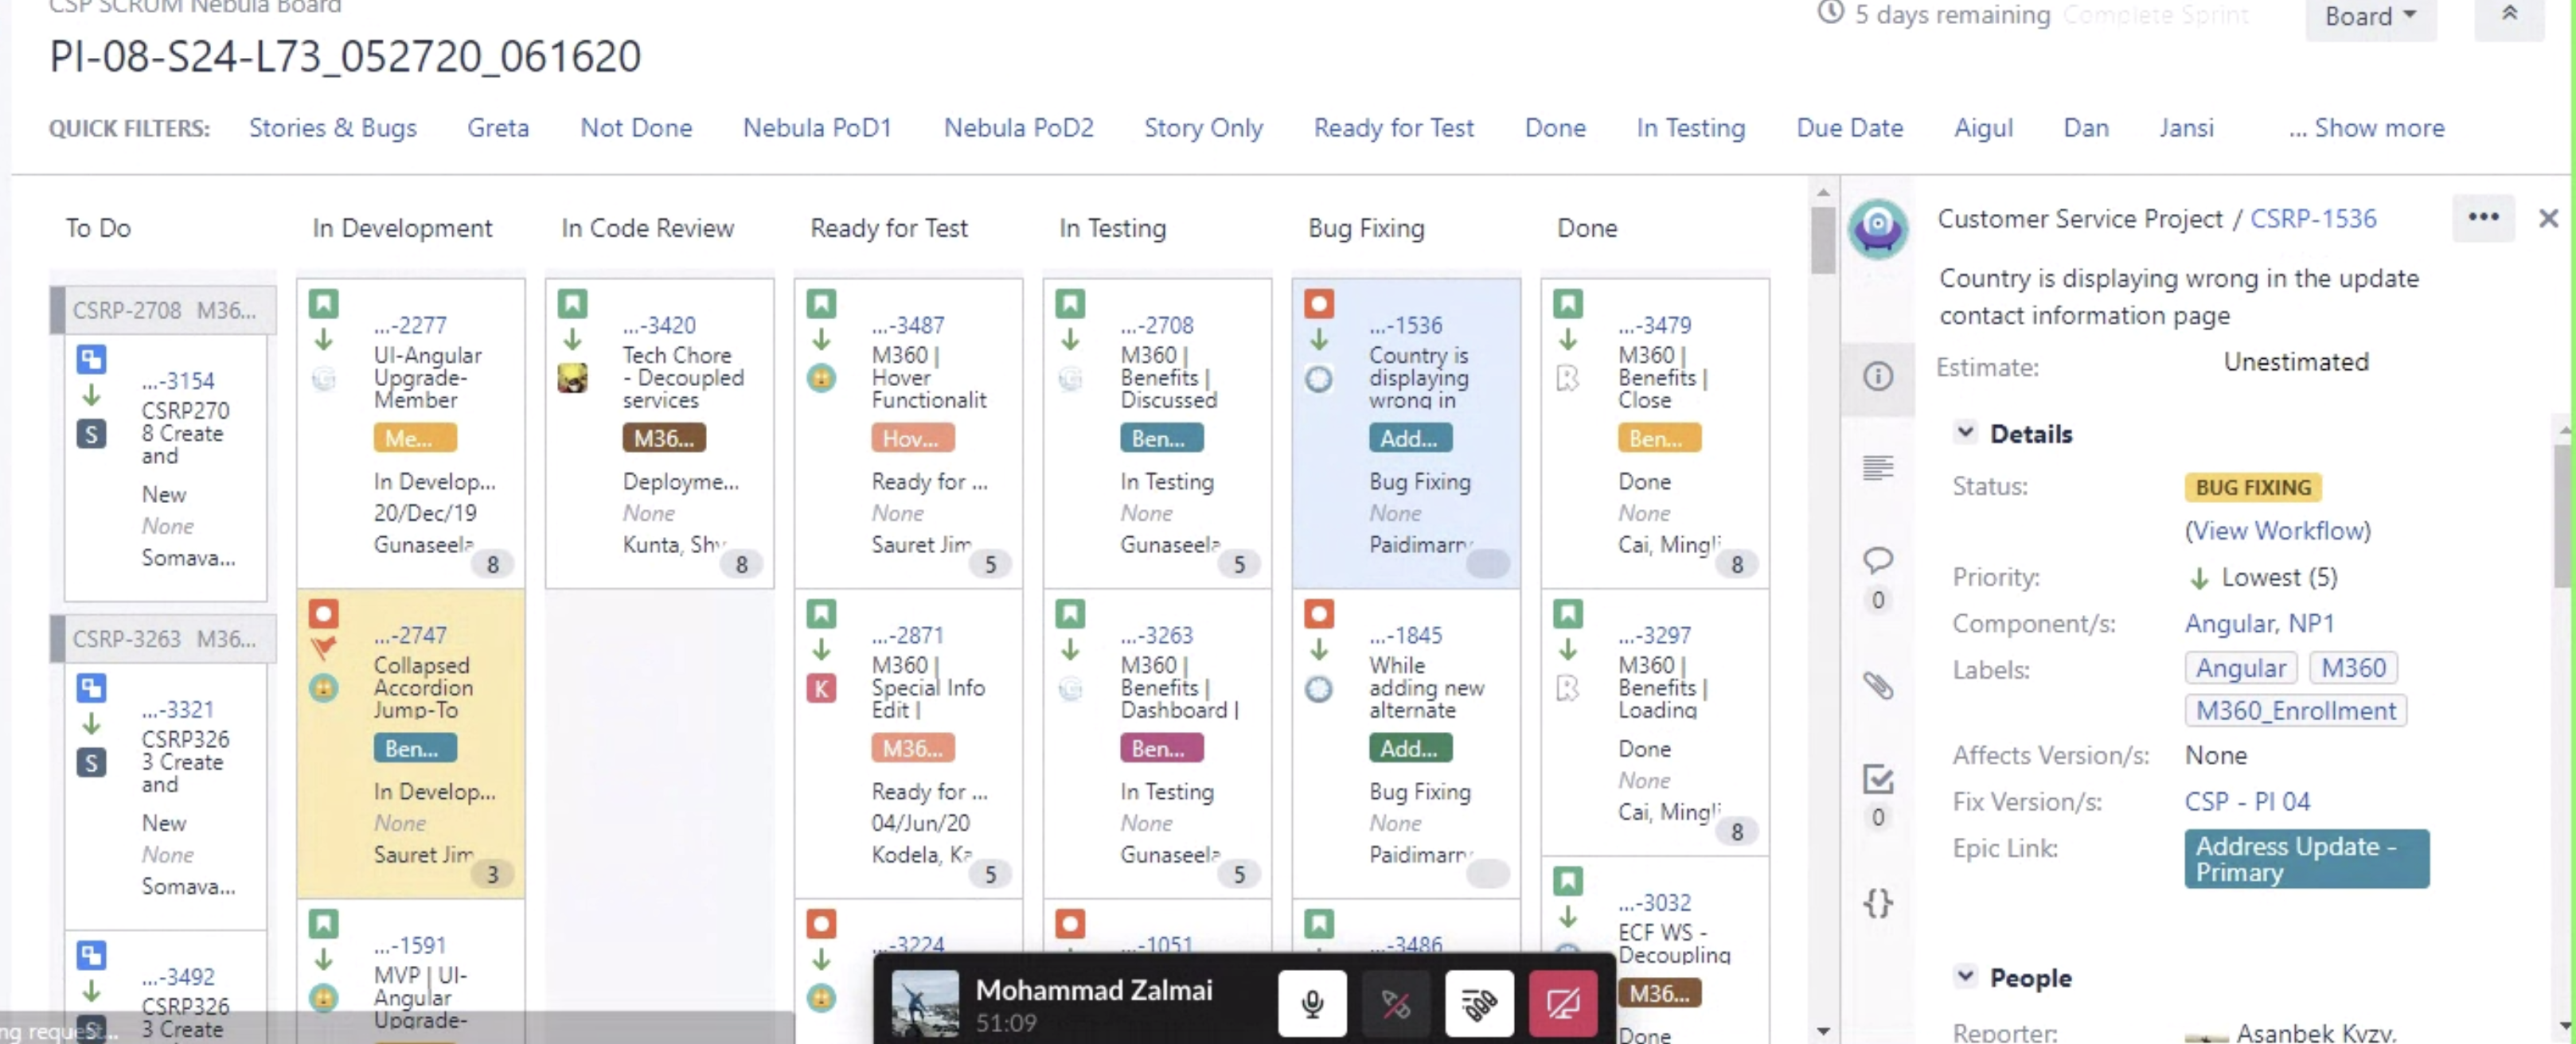 CSP SCRUM Nebula Board
5 days remaining Complete Sprint
Board
PI-08-S24-L73_052720_061620
QUICK FILTERS: Stories & Bugs Greta Not Done Nebula PoD1 Nebula PoD2 Story Only Ready for Test Done In Testing Due Date Aigul Dan Jansi ... Show more
To Do
CSRP-2708 M36...
...-3154
CSRP270
8 Create
and
New
None
Somava...
CSRP-3263 M36...
...-3321
CSRP326
3 Create
and
New
None
Somava...
...-3492
CSRP326
3 Create
In Development
...-2277
UI-Angular
Upgrade-
Member
Me...
In Develop...
20/Dec/19
Gunaseela
8
...-2747
Collapsed
Accordion
Jump-To
Ben...
In Develop...
None
Sauret Jim
3
...-1591
MVP | UI-
Angular
Upgrade-
In Code Review
...-3420
Tech Chore
- Decoupled
services
M36...
Deployme...
None
Kunta, Shy
8
Ready for Test
...-3487
M360 |
Hover
Functionalit
Hov...
Ready for ...
None
Sauret Jim
5
...-2871
M360 |
Special Info
Edit |
K
M36...
Ready for ...
04/Jun/20
Kodela, Ka
5
...-3224
In Testing
...-2708
M360 |
Benefits |
Discussed
Ben...
In Testing
None
Gunaseela
5
...-3263
M360 |
Benefits |
Dashboard |
Ben...
In Testing
None
Gunaseela
5
...-1051
Bug Fixing
...-1536
Country is
displaying
wrong in
Add...
Bug Fixing
None
Paidimarry
...-1845
While
adding new
alternate
Add...
Bug Fixing
None
Paidimarry
...-3486
Done
...-3479
M360 |
Benefits |
Close
Ben...
Done
None
Cai, Mingli
8
...-3297
M360 |
Benefits |
Loading
Done
None
Cai, Mingli
8
...-3032
ECF WS -
Decoupling
M36...
Done
Customer Service Project / CSRP-1536
Country is displaying wrong in the update
contact information page
Estimate: Unestimated
Details
Status: BUG FIXING
(View Workflow)
Priority: Lowest (5)
Component/s: Angular, NP1
Labels: Angular M360
M360_Enrollment
Affects Version/s: None
Fix Version/s: CSP - PI 04
Epic Link: Address Update -
Primary
People
Reporter: Asanbek Kyzy,
0
0
Mohammad Zalmai
51:09